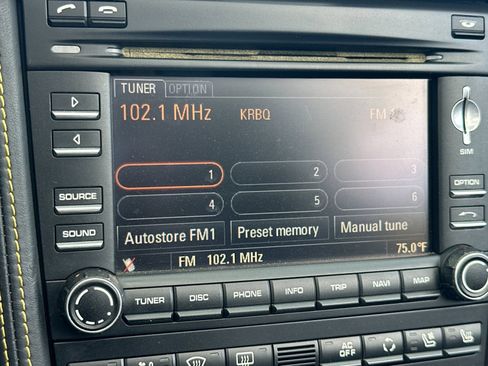 TUNER OPTION
102.1 MHz KRBQ FM
1 2 3
4 5 6
Autostore FM1 Preset memory Manual tune
FM 102.1 MHz 75.0°F
SIM
SOURCE
OPTION
SOUND
TUNER DISC PHONE INFO TRIP NAVI MAP
AC
OFF